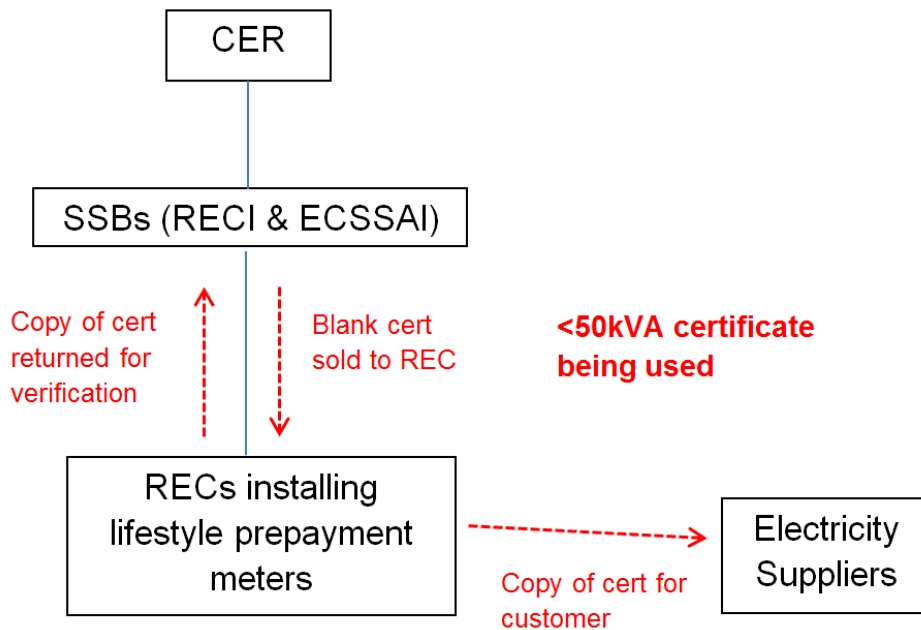 CER
SSBs (RECI & ECSSAI)
Copy of cert
returned for
verification
Blank cert
sold to REC
<50kVA certificate
being used
RECs installing
lifestyle prepayment
meters
Electricity
Suppliers
Copy of cert for
customer